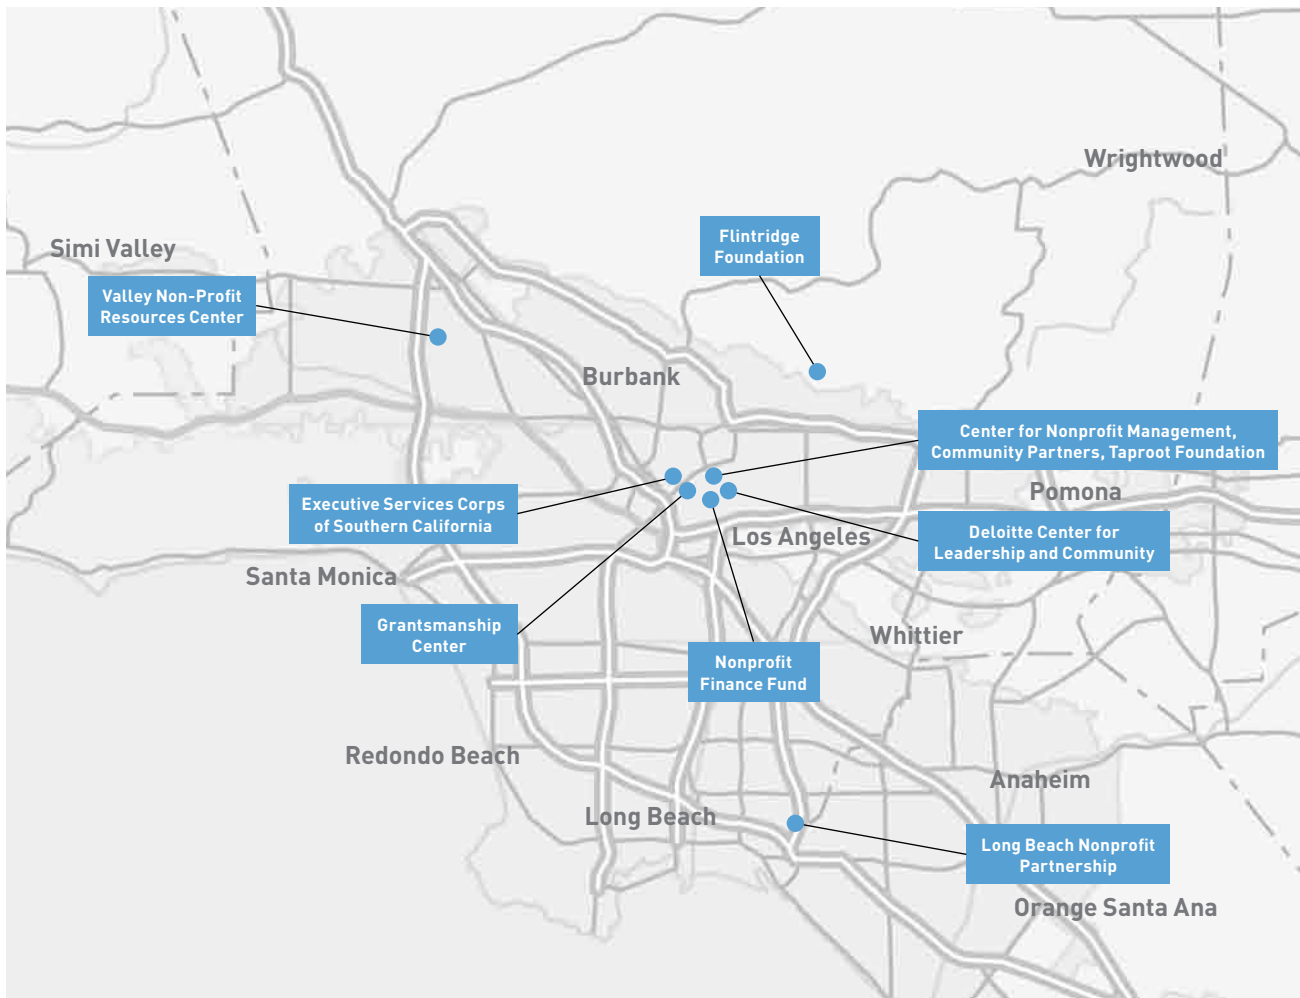 Wrightwood
Simi Valley
Flintridge
Foundation
Valley Non-Profit
Resources Center
Burbank
Center for Nonprofit Management,
Community Partners, Taproot Foundation
Pomona
Executive Services Corps
of Southern California
Los Angeles
Deloitte Center for
Leadership and Community
Santa Monica
Grantsmanship
Center
Whittier
Nonprofit
Finance Fund
Redondo Beach
Anaheim
Long Beach
Long Beach Nonprofit
Partnership
Orange Santa Ana